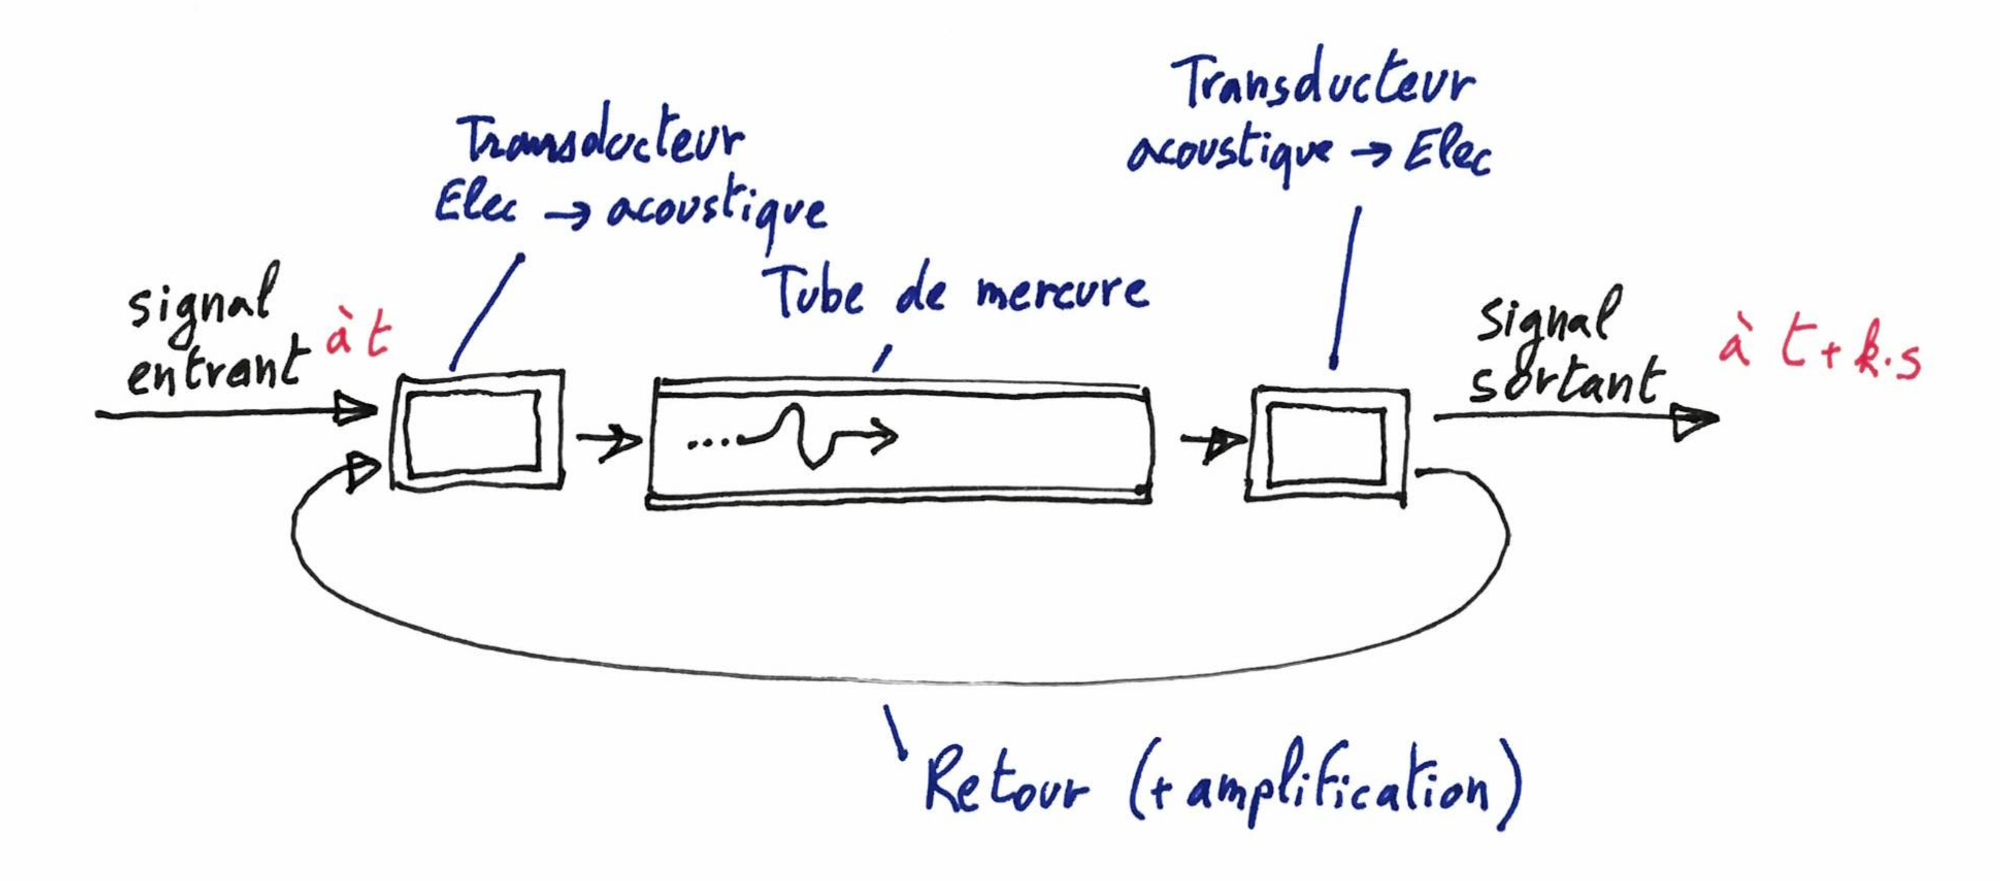 Transducteur
Elec → acoustique
Transducteur
acoustique → Elec
Tube de mercure
signal
entrant à t
signal
sortant
à t+k.s
Retour (+ amplification)